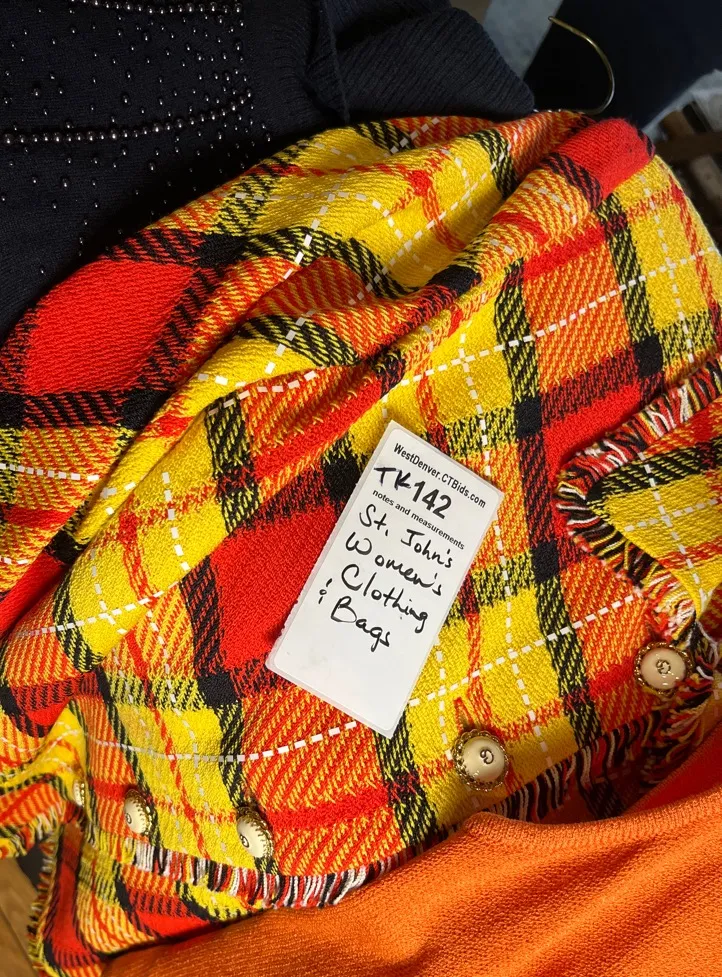 WestDenver.CTBids.com
TK142
notes and measurements
St. John's
Women's
Clothing
& Bags